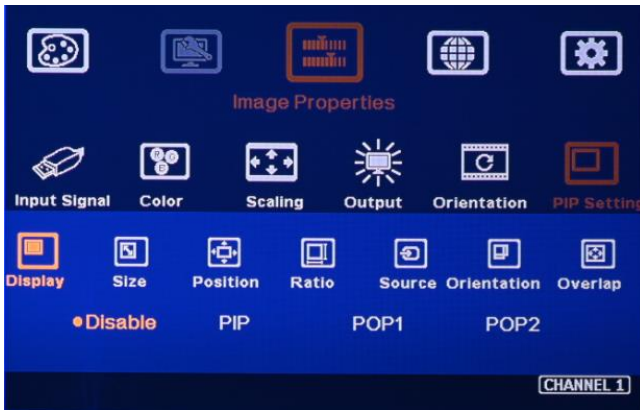 Image Properties
Input Signal Color Scaling Output Orientation PIP Setting
Display Size Position Ratio Source Orientation Overlap
Disable PIP POP1 POP2
CHANNEL 1